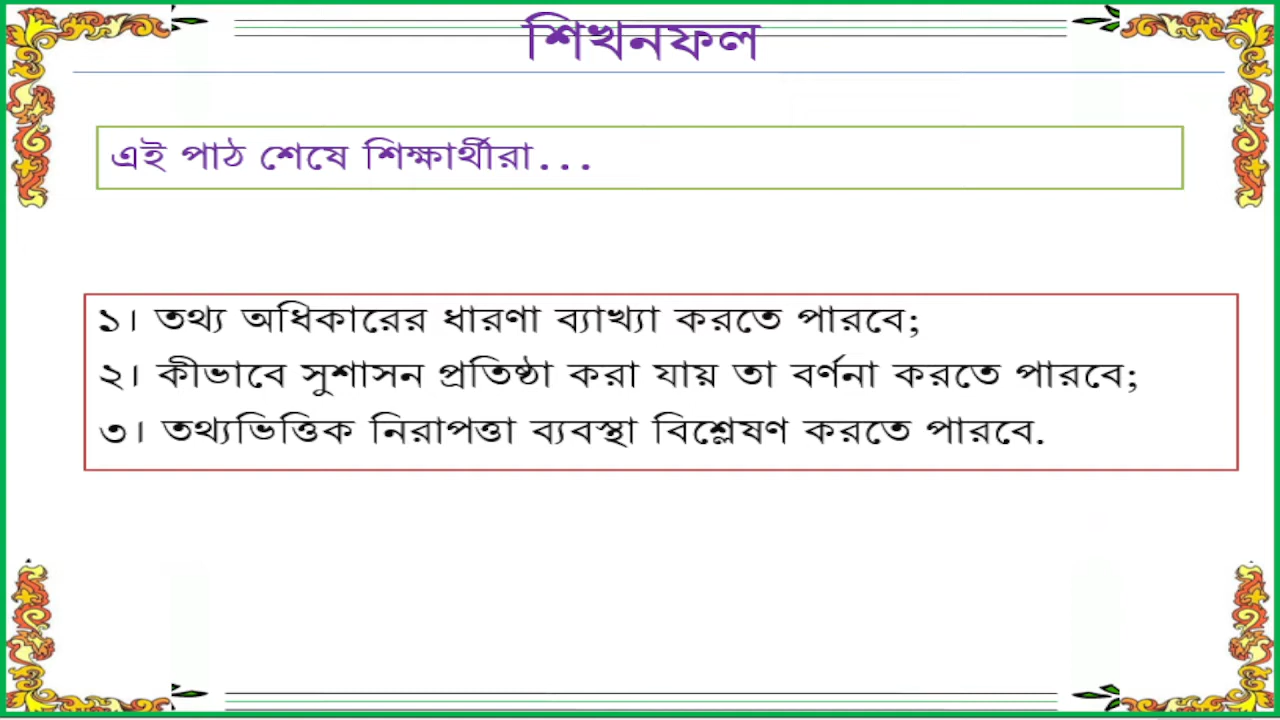 শিখনফল
এই পাঠ শেষে শিক্ষার্থীরা...
১। তথ্য অধিকারের ধারণা ব্যাখ্যা করতে পারবে;
২। কীভাবে সুশাসন প্রতিষ্ঠা করা যায় তা বর্ণনা করতে পারবে;
৩। তথ্যভিত্তিক নিরাপত্তা ব্যবস্থা বিশ্লেষণ করতে পারবে.